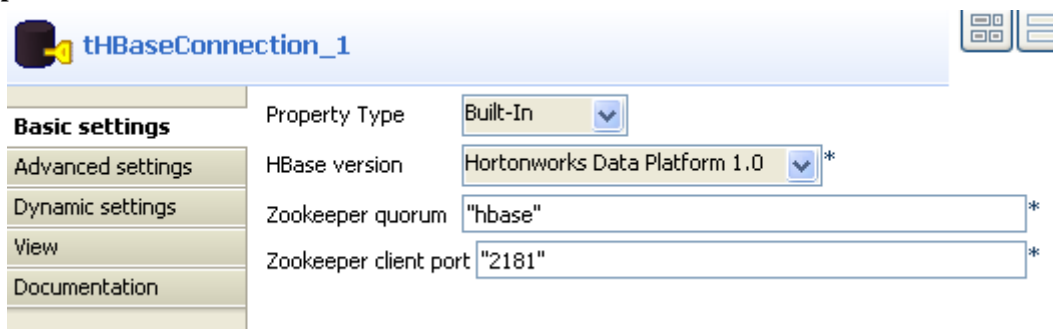 tHBaseConnection_1
Basic settings
Advanced settings
Dynamic settings
View
Documentation
Property Type Built-In
HBase version Hortonworks Data Platform 1.0 *
Zookeeper quorum "hbase" *
Zookeeper client port "2181" *